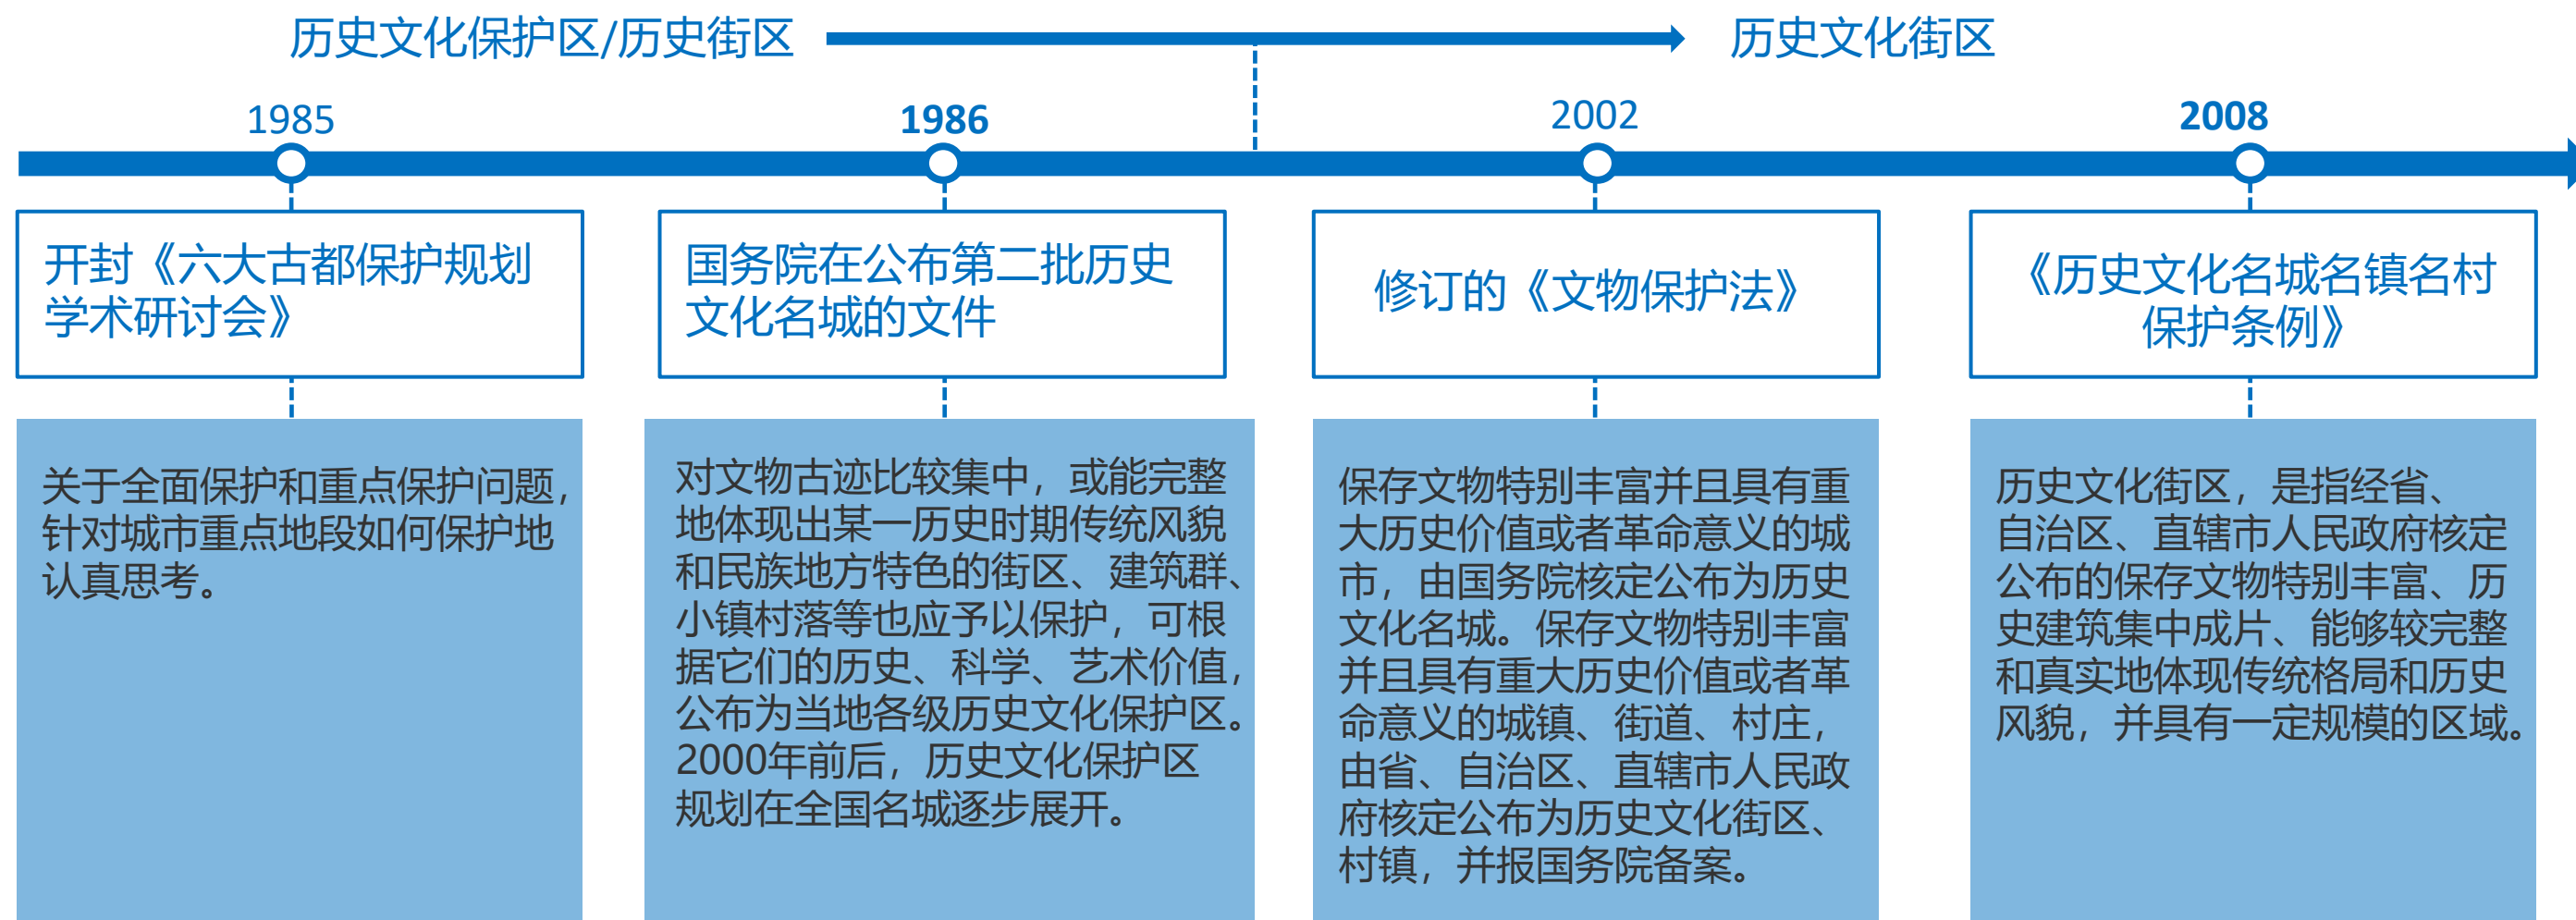 历史文化保护区/历史街区
历史文化街区
1985
1986
2002
2008
开封《六大古都保护规划
学术研讨会》
国务院在公布第二批历史
文化名城的文件
修订的《文物保护法》
《历史文化名城名镇名村
保护条例》
关于全面保护和重点保护问题，
针对城市重点地段如何保护地
认真思考。
对文物古迹比较集中，或能完整
地体现出某一历史时期传统风貌
和民族地方特色的街区、建筑群、
小镇村落等也应予以保护，可根
据它们的历史、科学、艺术价值，
公布为当地各级历史文化保护区。
2000年前后，历史文化保护区
规划在全国名城逐步展开。
保存文物特别丰富并且具有重
大历史价值或者革命意义的城
市，由国务院核定公布为历史
文化名城。保存文物特别丰富
并且具有重大历史价值或者革
命意义的城镇、街道、村庄，
由省、自治区、直辖市人民政
府核定公布为历史文化街区、
村镇，并报国务院备案。
历史文化街区，是指经省、
自治区、直辖市人民政府核定
公布的保存文物特别丰富、历
史建筑集中成片、能够较完整
和真实地体现传统格局和历史
风貌，并具有一定规模的区域。